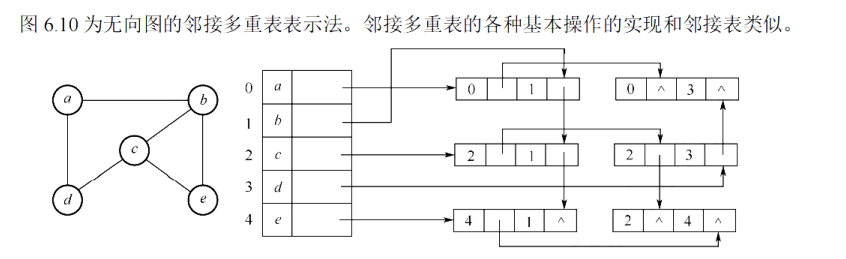 图 6.10 为无向图的邻接多重表表示法。邻接多重表的各种基本操作的实现和邻接表类似。
a b c d e
0 a 0 1 0 ^ 3 ^
1 b
2 c 2 1 2 3
3 d
4 e 4 1 ^ 2 ^ 4 ^